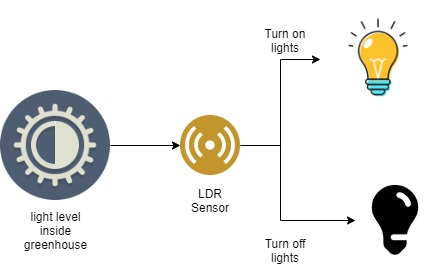 Turn on
lights
light level
inside
greenhouse
LDR
Sensor
Turn off
lights